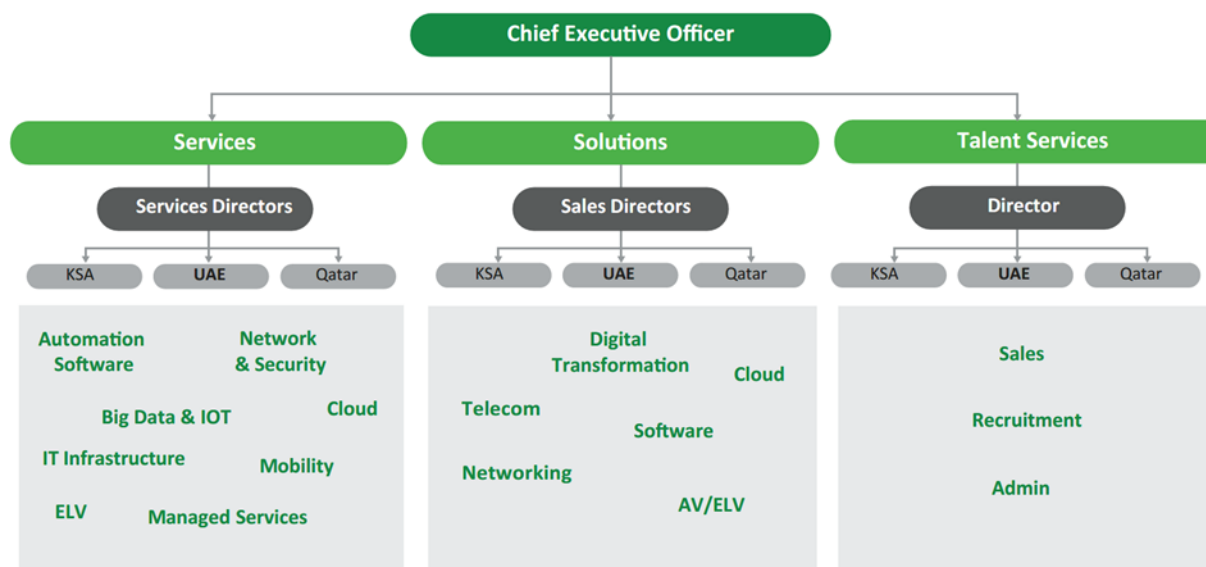 Chief Executive Officer
Services
Solutions
Talent Services
Services Directors
Sales Directors
Director
KSA
UAE
Qatar
KSA
UAE
Qatar
KSA
UAE
Qatar
Automation
Software
Network
& Security
Big Data & IOT
Cloud
IT Infrastructure
Mobility
ELV
Managed Services
Digital
Transformation
Cloud
Telecom
Software
Networking
AV/ELV
Sales
Recruitment
Admin